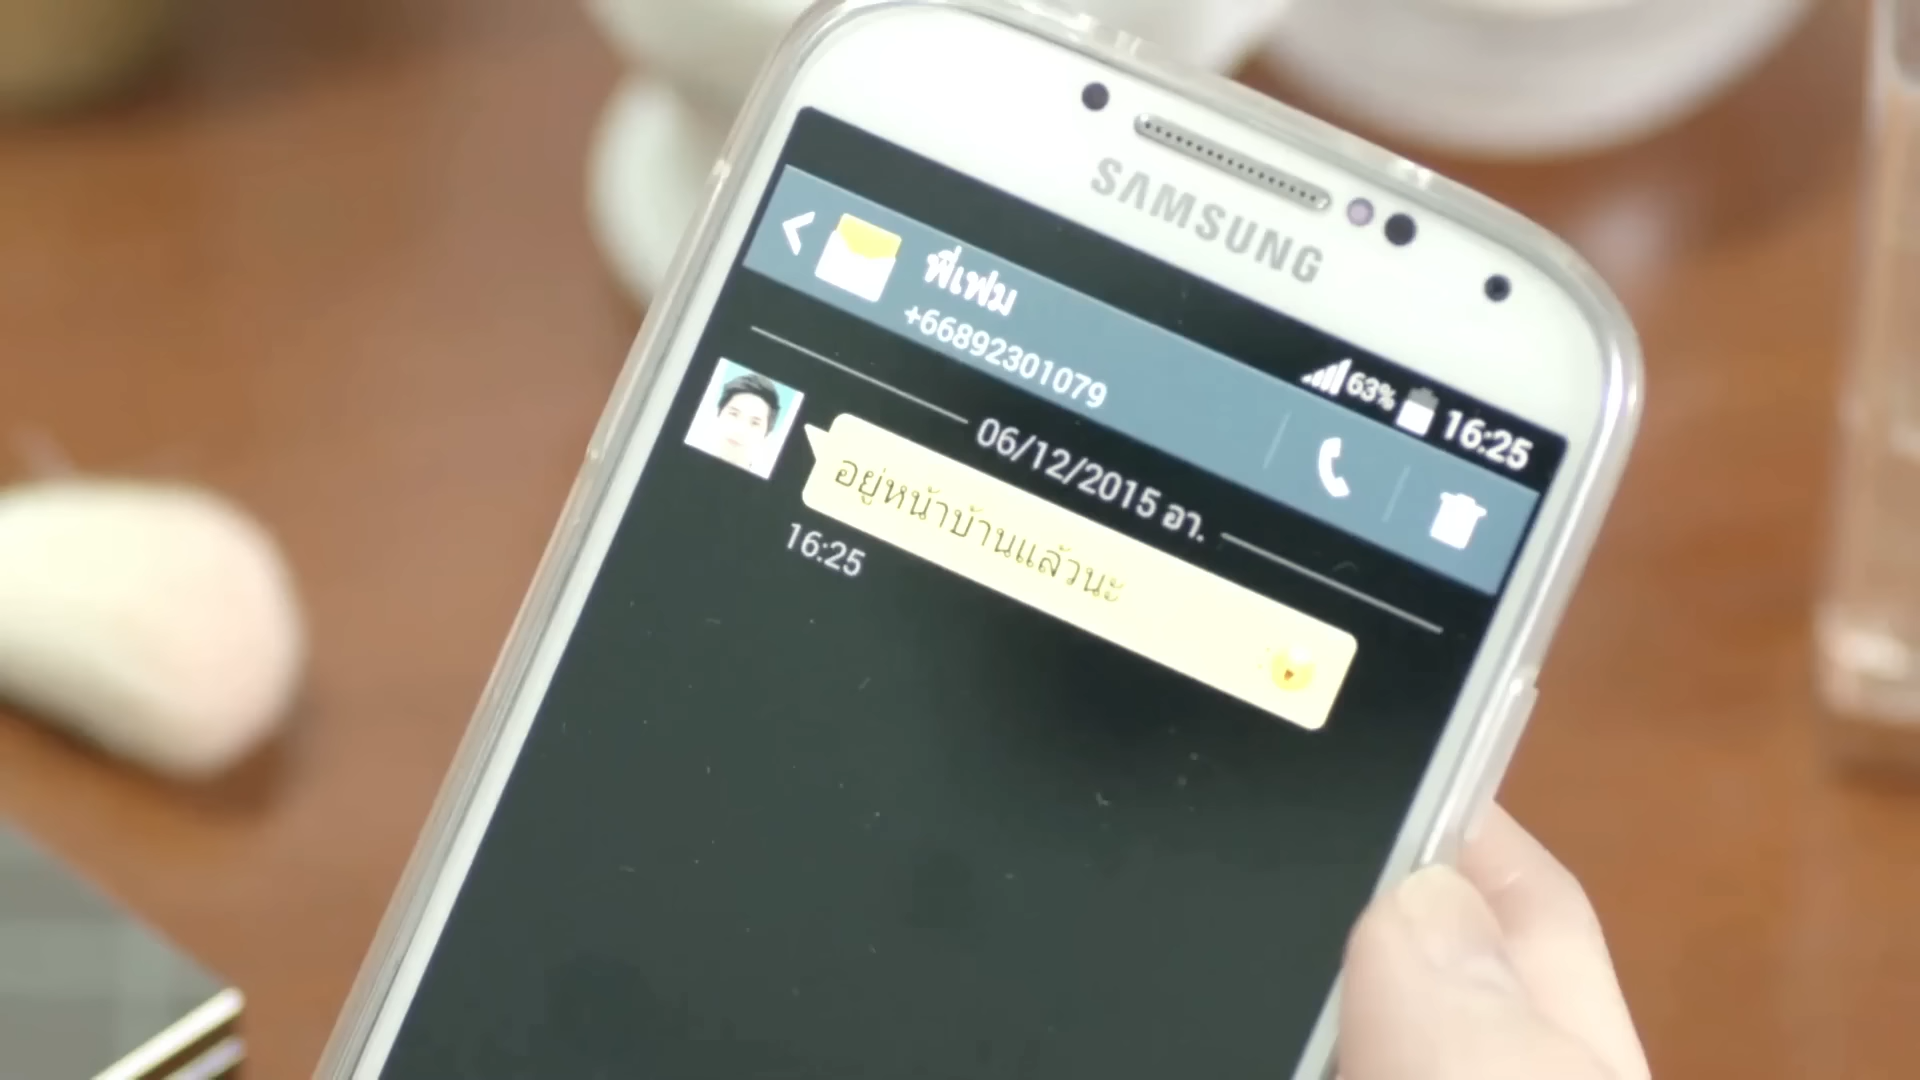 SAMSUNG
63% 16:25
พี่เฟม
+66892301079
06/12/2015 อา.
อยู่หน้าบ้านแล้วนะ
16:25